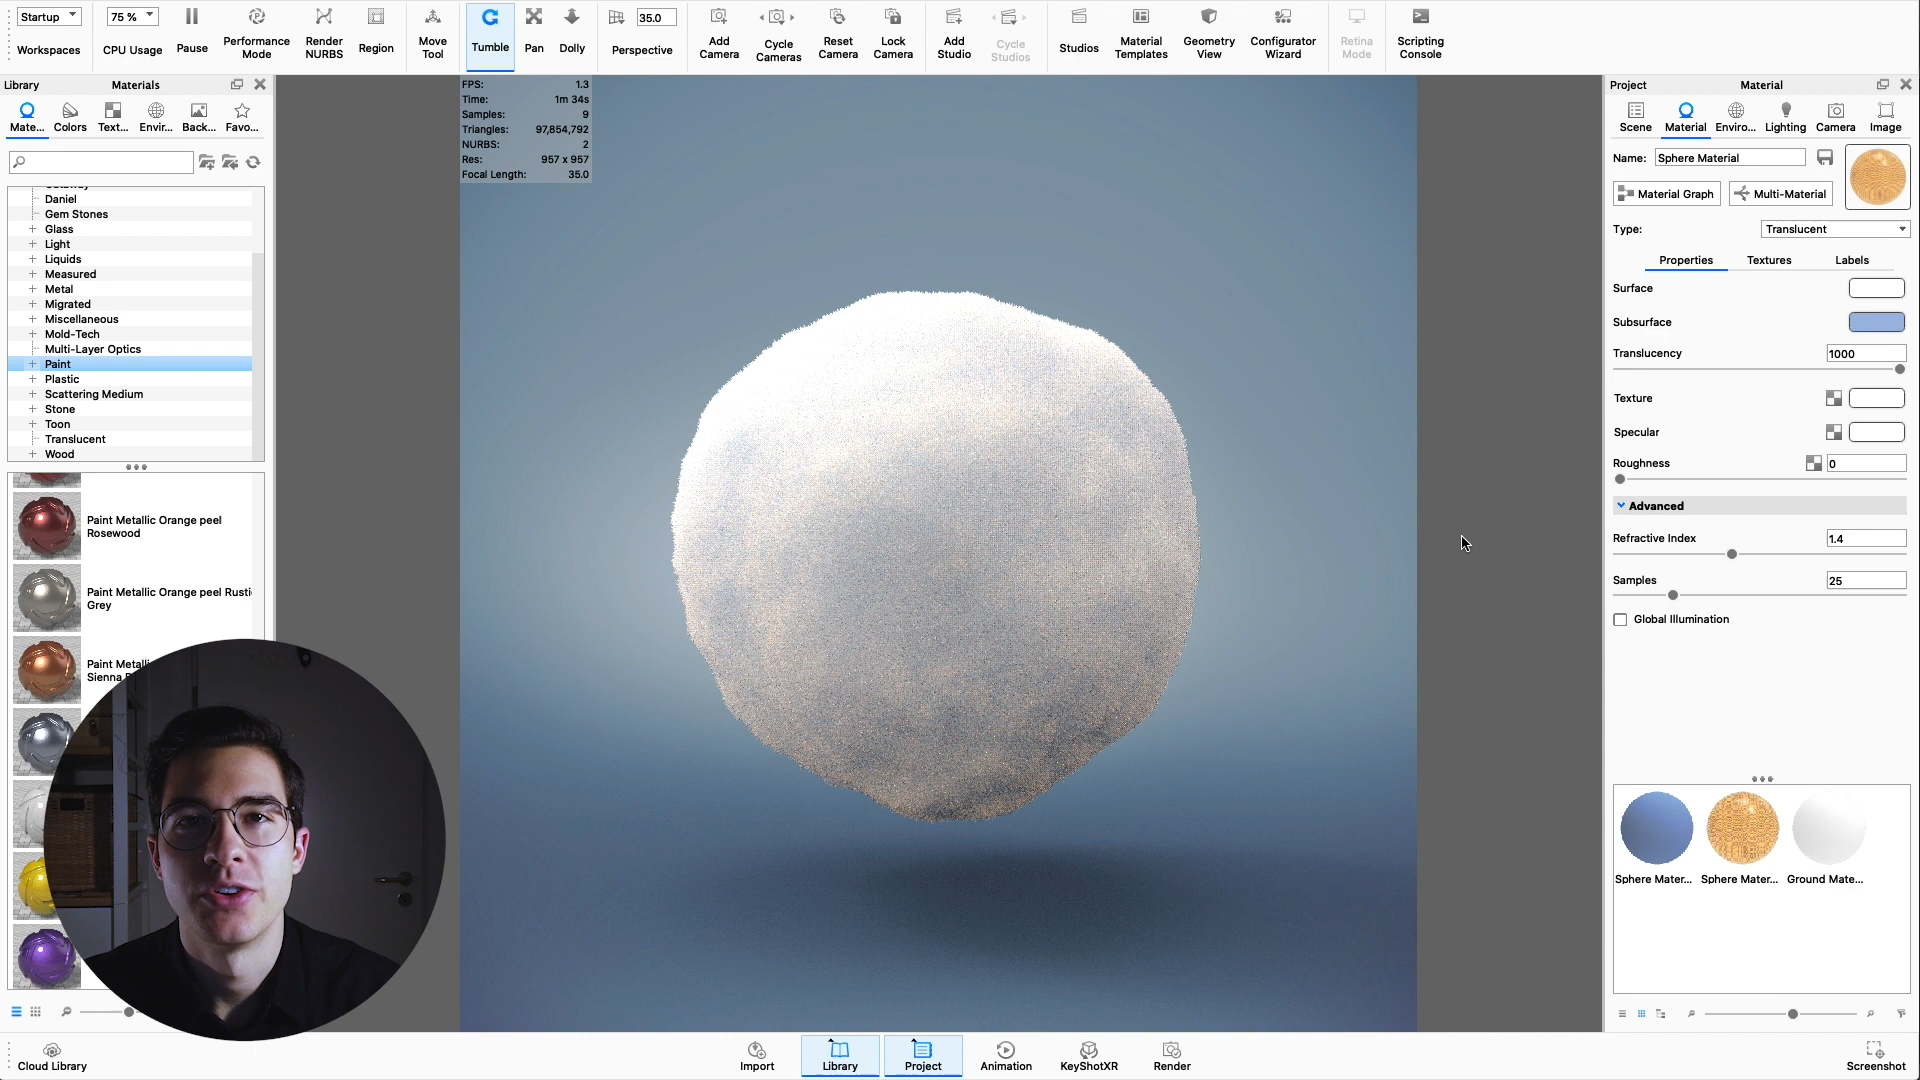 Startup
Workspaces
75 %
CPU Usage
Pause
Performance
Mode
Render
NURBS
Region
Move
Tool
Tumble
Pan
Dolly
35.0
Perspective
Add
Camera
Cycle
Cameras
Reset
Camera
Lock
Camera
Add
Studio
Cycle
Studios
Studios
Material
Templates
Geometry
View
Configurator
Wizard
Retina
Mode
Scripting
Console
Library
Materials
Mate...
Colors
Text...
Envir...
Back...
Favo...
Daniel
Gem Stones
Glass
Light
Liquids
Measured
Metal
Migrated
Miscellaneous
Mold-Tech
Multi-Layer Optics
Paint
Plastic
Scattering Medium
Stone
Toon
Translucent
Wood
Paint Metallic Orange peel
Rosewood
Paint Metallic Orange peel Rusti
Grey
Paint Metalli
Sienna
FPS: 1.3
Time: 1m 34s
Samples: 9
Triangles: 97,854,792
NURBS: 2
Res: 957 x 957
Focal Length: 35.0
Project
Material
Scene
Material
Enviro...
Lighting
Camera
Image
Name: Sphere Material
Material Graph
Multi-Material
Type: Translucent
Properties
Textures
Labels
Surface
Subsurface
Translucency 1000
Texture
Specular
Roughness 0
Advanced
Refractive Index 1.4
Samples 25
Global Illumination
Sphere Mater...
Sphere Mater...
Ground Mate...
Cloud Library
Import
Library
Project
Animation
KeyShotXR
Render
Screenshot